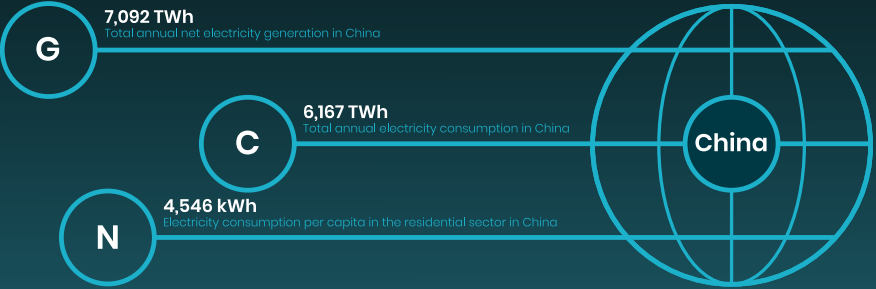 G
7,092 TWh
Total annual net electricity generation in China
C
6,167 TWh
Total annual electricity consumption in China
China
N
4,546 kWh
Electricity consumption per capita in the residential sector in China